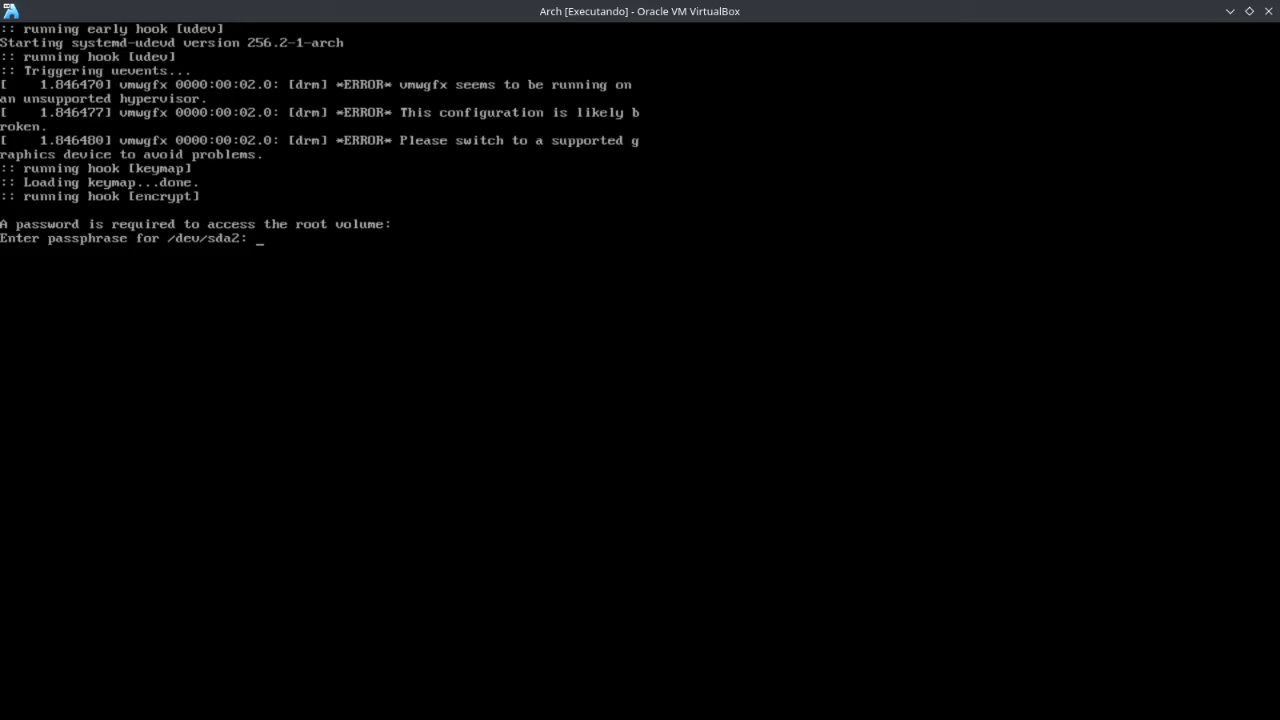 Arch [Executando] - Oracle VM VirtualBox
:: running early hook [udev]
Starting systemd-udevd version 256.2-1-arch
:: running hook [udev]
:: Triggering uevents...
[    1.846470] vmwgfx 0000:00:02.0: [drm] *ERROR* vmwgfx seems to be running on
an unsupported hypervisor.
[    1.846477] vmwgfx 0000:00:02.0: [drm] *ERROR* This configuration is likely b
roken.
[    1.846480] vmwgfx 0000:00:02.0: [drm] *ERROR* Please switch to a supported g
raphics device to avoid problems.
:: running hook [keymap]
:: Loading keymap...done.
:: running hook [encrypt]
A password is required to access the root volume:
Enter passphrase for /dev/sda2: _